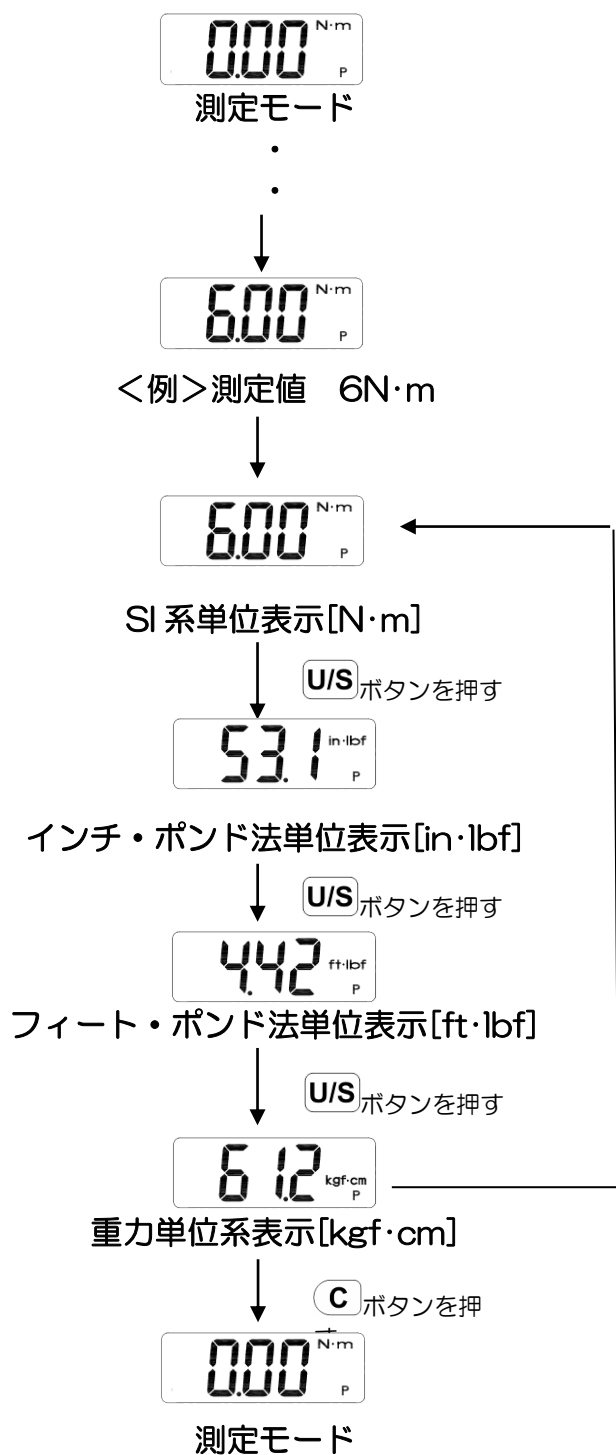 0.00 N·m
P
測定モード
・
・
6.00 N·m
P
＜例＞測定値　6N·m
6.00 N·m
P
SI系単位表示[N·m]
U/S ボタンを押す
53.1 in·lbf
P
インチ・ポンド法単位表示[in·lbf]
U/S ボタンを押す
4.42 ft·lbf
P
フィート・ポンド法単位表示[ft·lbf]
U/S ボタンを押す
61.2 kgf·cm
P
重力単位系表示[kgf·cm]
C ボタンを押
0.00 N·m
P
測定モード